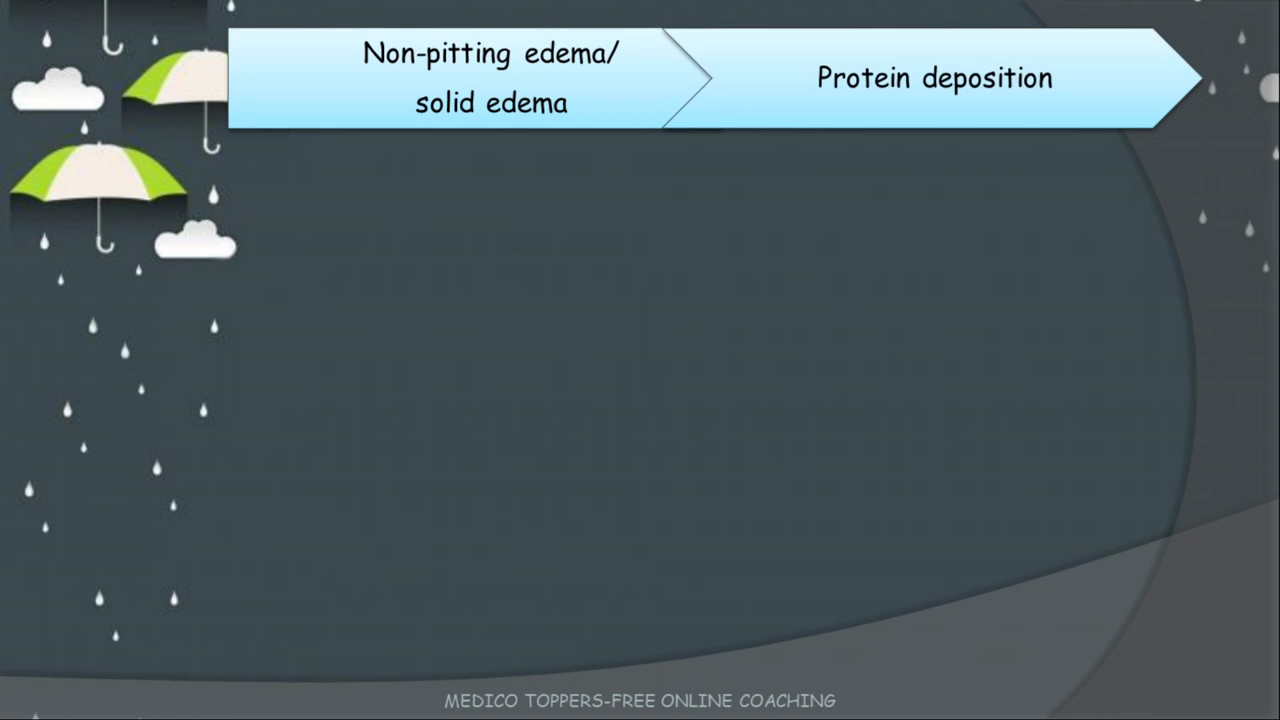 Non-pitting edema/
solid edema
Protein deposition
MEDICO TOPPERS-FREE ONLINE COACHING